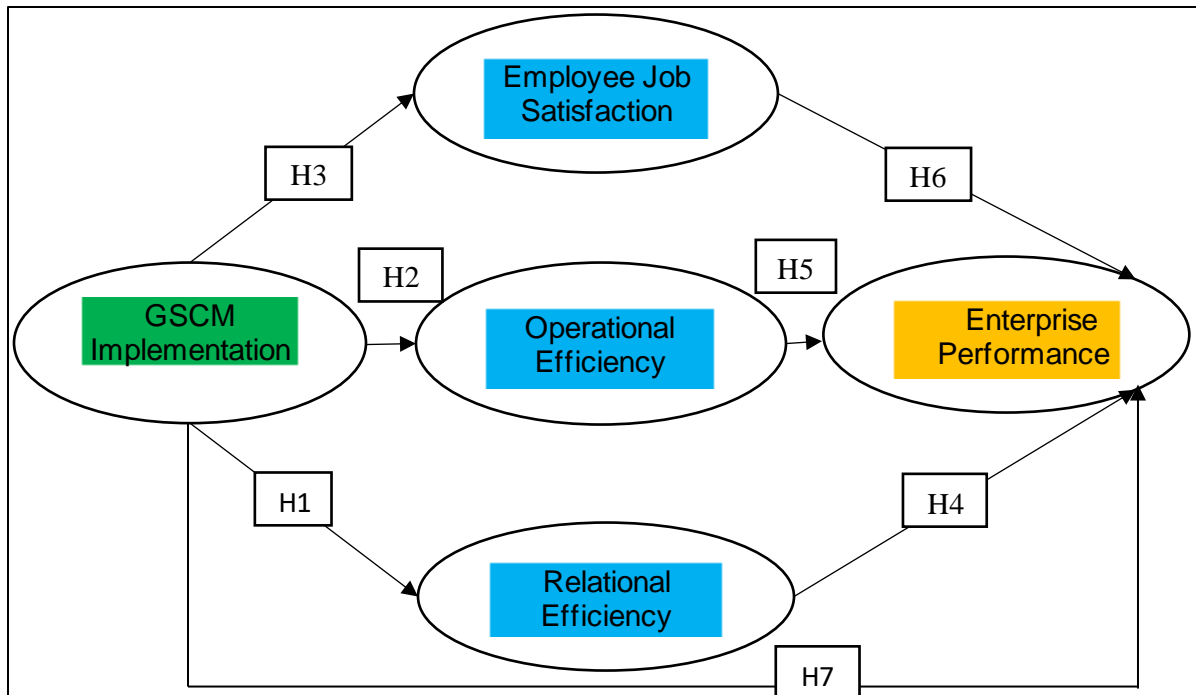 Employee Job
Satisfaction
H3
H6
H2
H5
GSCM
Implementation
Operational
Efficiency
Enterprise
Performance
H1
H4
Relational
Efficiency
H7